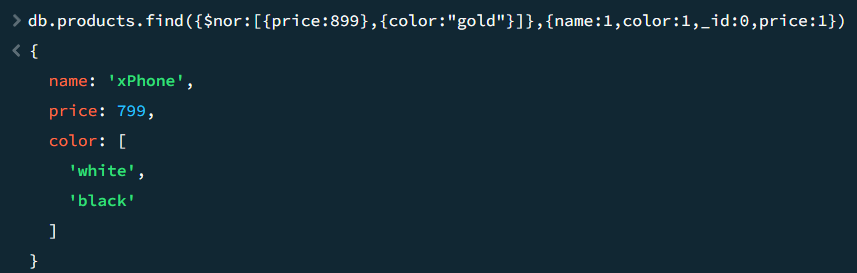 > db.products.find({$nor:[{price:899},{color:"gold"}]},{name:1,color:1,_id:0,price:1})
< {
name: 'xPhone',
price: 799,
color: [
'white',
'black'
]
}